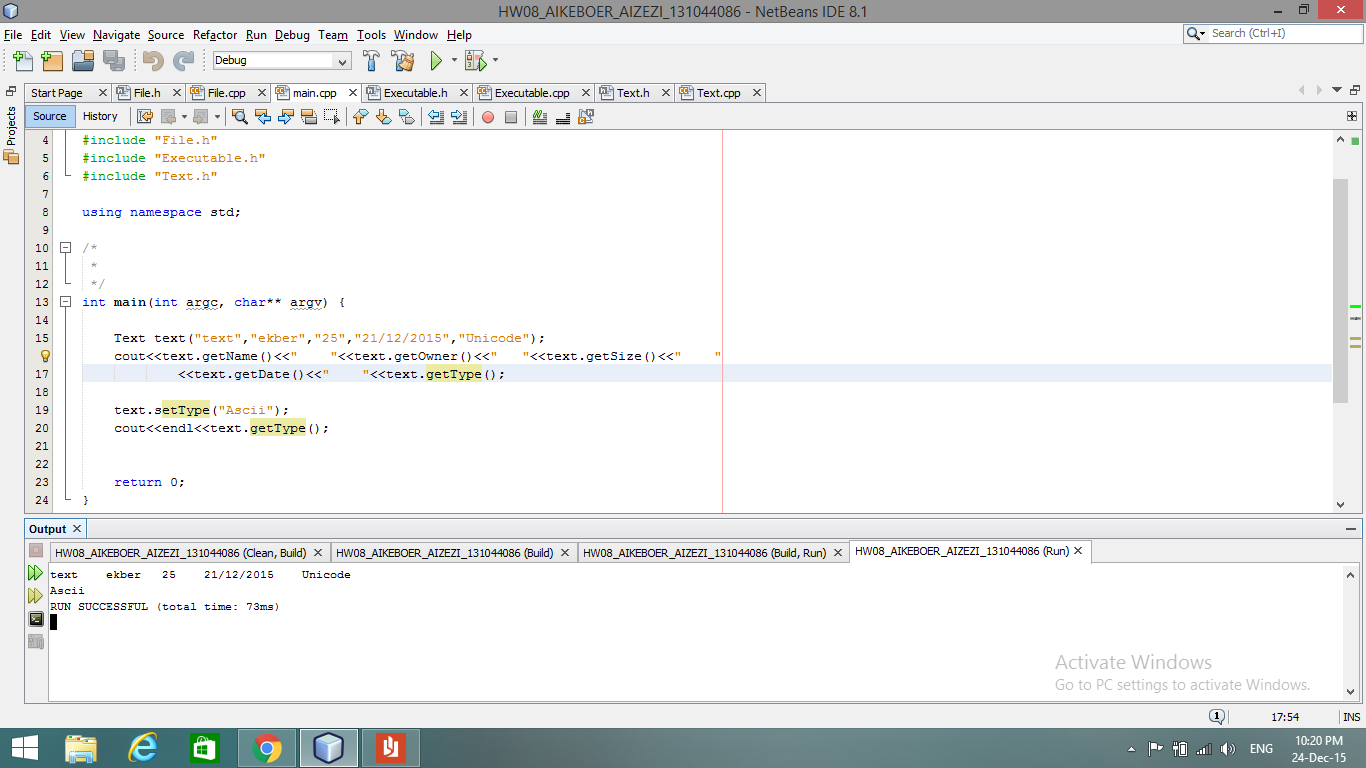 HW08_AIKEBOER_AIZEZI_131044086 - NetBeans IDE 8.1
File Edit View Navigate Source Refactor Run Debug Team Tools Window Help
Search (Ctrl+I)
Debug
Start Page File.h File.cpp main.cpp Executable.h Executable.cpp Text.h Text.cpp
Projects
Source History
4 #include "File.h"
5 #include "Executable.h"
6 #include "Text.h"
7
8 using namespace std;
9
10 /*
11 *
12 */
13 int main(int argc, char** argv) {
14
15 Text text("text","ekber","25","21/12/2015","Unicode");
cout<<text.getName()<<"    "<<text.getOwner()<<"   "<<text.getSize()<<"    "
17 <<text.getDate()<<"    "<<text.getType();
18
19 text.setType("Ascii");
20 cout<<endl<<text.getType();
21
22
23 return 0;
24 }
Output
HW08_AIKEBOER_AIZEZI_131044086 (Clean, Build) HW08_AIKEBOER_AIZEZI_131044086 (Build) HW08_AIKEBOER_AIZEZI_131044086 (Build, Run) HW08_AIKEBOER_AIZEZI_131044086 (Run)
text    ekber   25    21/12/2015    Unicode
Ascii
RUN SUCCESSFUL (total time: 73ms)
Activate Windows
Go to PC settings to activate Windows.
1 17:54 INS
ENG 10:20 PM
24-Dec-15